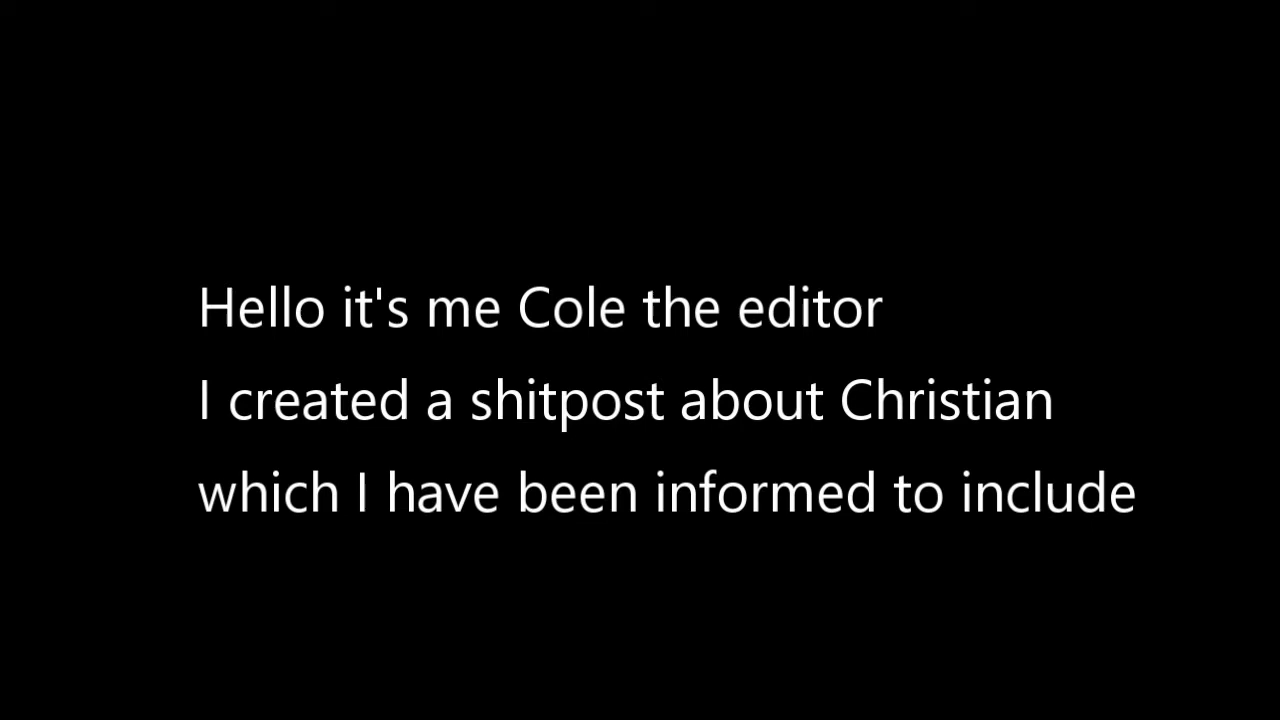 Hello it's me Cole the editor
I created a shitpost about Christian
which I have been informed to include